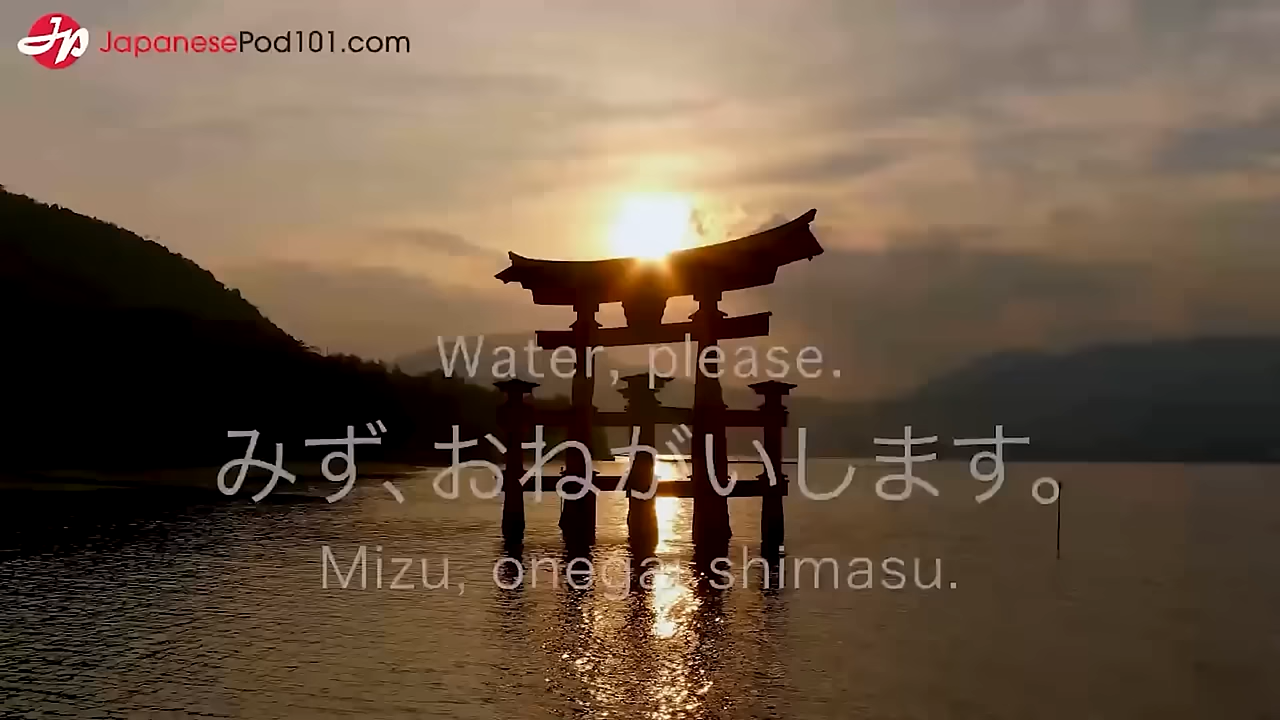 JapanesePod101.com
Water, please.
みず、おねがいします。
Mizu, onegai shimasu.